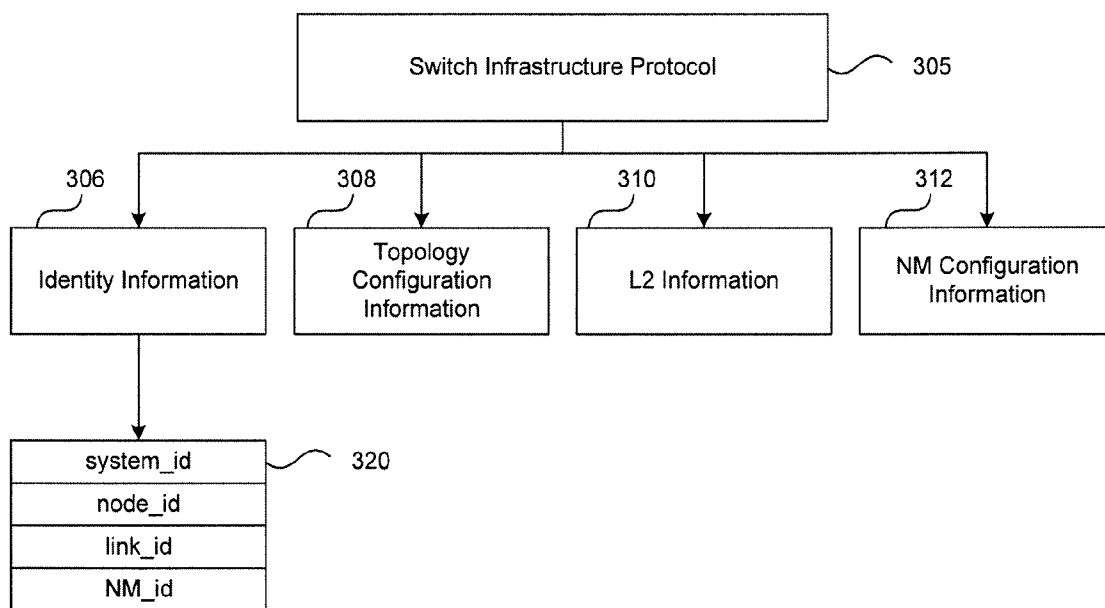 Switch Infrastructure Protocol
305
306
308
310
312
Identity Information
Topology
Configuration
Information
L2 Information
NM Configuration
Information
system_id
320
node_id
link_id
NM_id